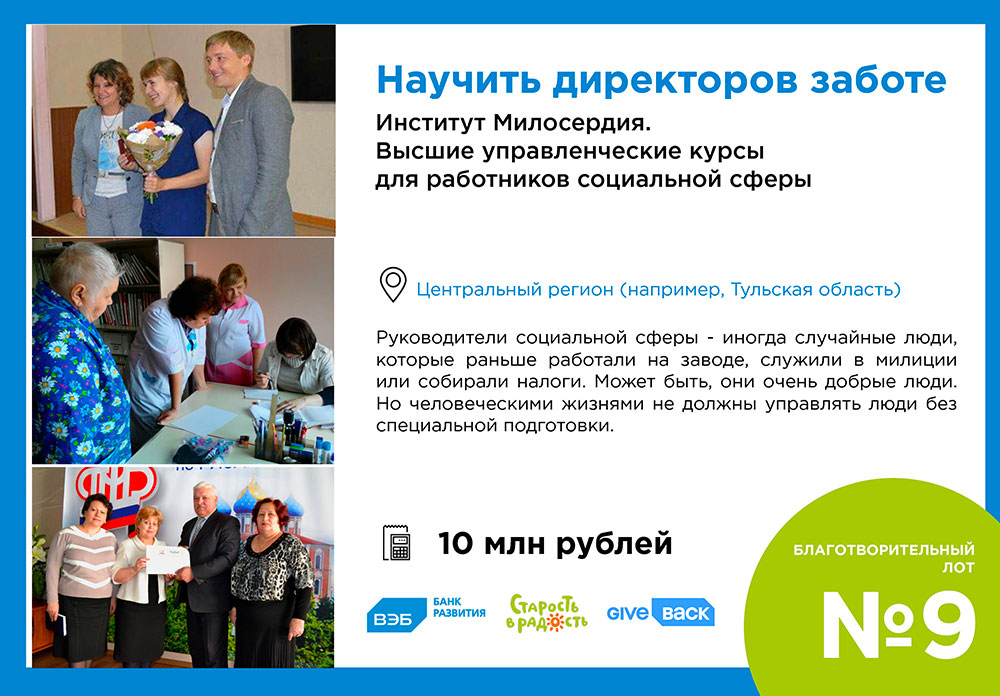 Научить директоров заботе
Институт Милосердия.
Высшие управленческие курсы
для работников социальной сферы
Центральный регион (например, Тульская область)
Руководители социальной сферы - иногда случайные люди,
которые раньше работали на заводе, служили в милиции
или собирали налоги. Может быть, они очень добрые люди.
Но человеческими жизнями не должны управлять люди без
специальной подготовки.
10 млн рублей
ВЭБ БАНК
РАЗВИТИЯ
Старость
в радость
GIVE BACK
БЛАГОТВОРИТЕЛЬНЫЙ
ЛОТ
№9